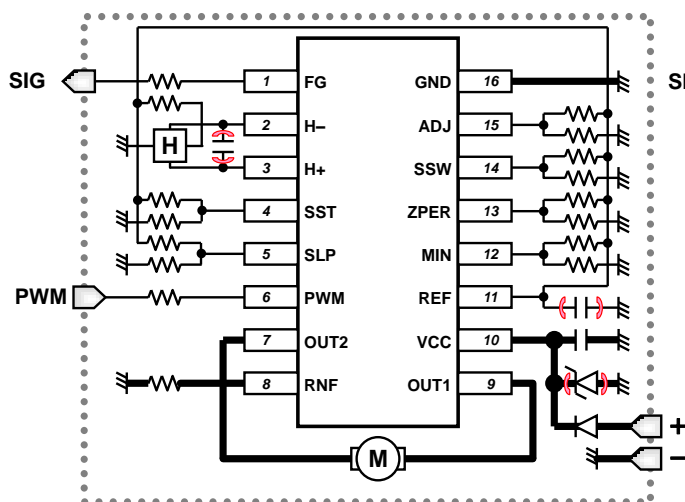 SIG
1 FG GND 16
SI
2 H– ADJ 15
H
3 H+ SSW 14
4 SST ZPER 13
5 SLP MIN 12
PWM
6 PWM REF 11
7 OUT2 VCC 10
8 RNF OUT1 9
+
M
–